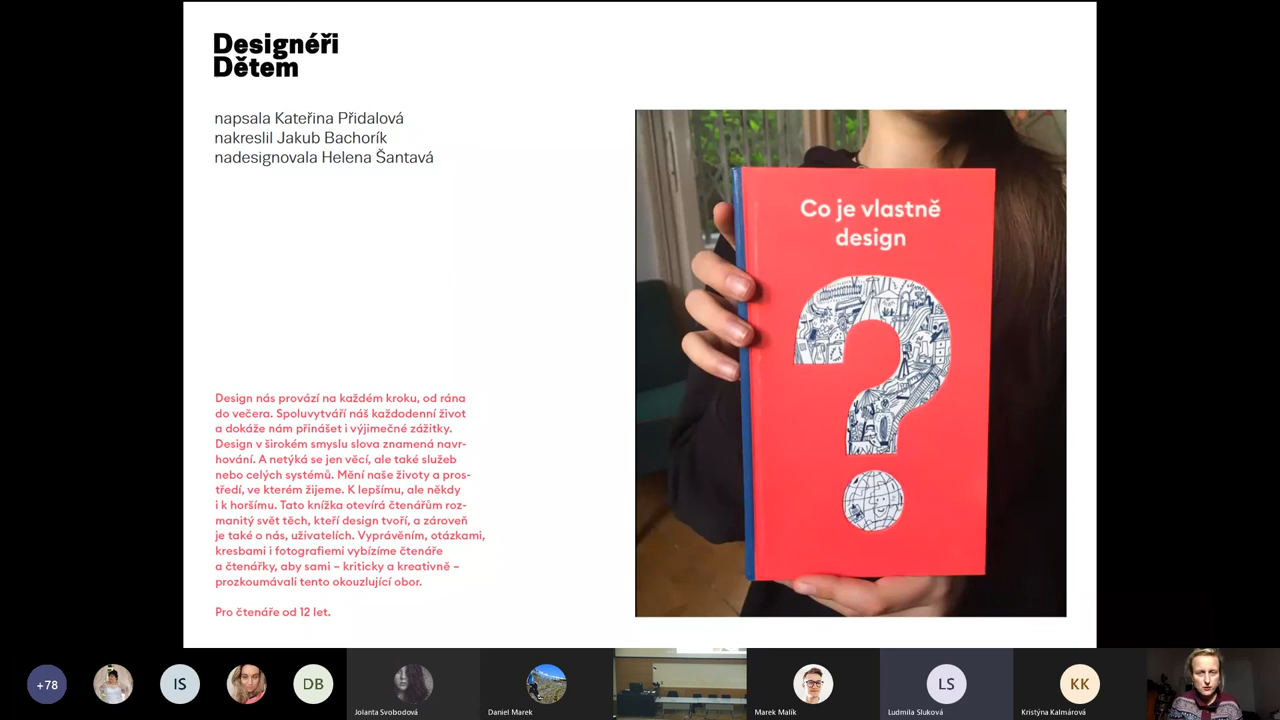 Designéři
Dětem
napsala Kateřina Přidalová
nakreslil Jakub Bachorík
nadesignovala Helena Šantavá
Co je vlastně
design
Design nás provází na každém kroku, od rána
do večera. Spoluvytváří náš každodenní život
a dokáže nám přinášet i výjimečné zážitky.
Design v širokém smyslu slova znamená navr-
hování. A netýká se jen věcí, ale také služeb
nebo celých systémů. Mění naše životy a pros-
tředí, ve kterém žijeme. K lepšímu, ale někdy
i k horšímu. Tato knížka otevírá čtenářům roz-
manitý svět těch, kteří design tvoří, a zároveň
je také o nás, uživatelích. Vyprávěním, otázkami,
kresbami i fotografiemi vybízíme čtenáře
a čtenářky, aby sami – kriticky a kreativně –
prozkoumávali tento okouzlující obor.
Pro čtenáře od 12 let.
+78
IS
DB
LS
KK
Jolanta Svobodová
Daniel Marek
Marek Malík
Ludmila Sluková
Kristýna Kalmárová